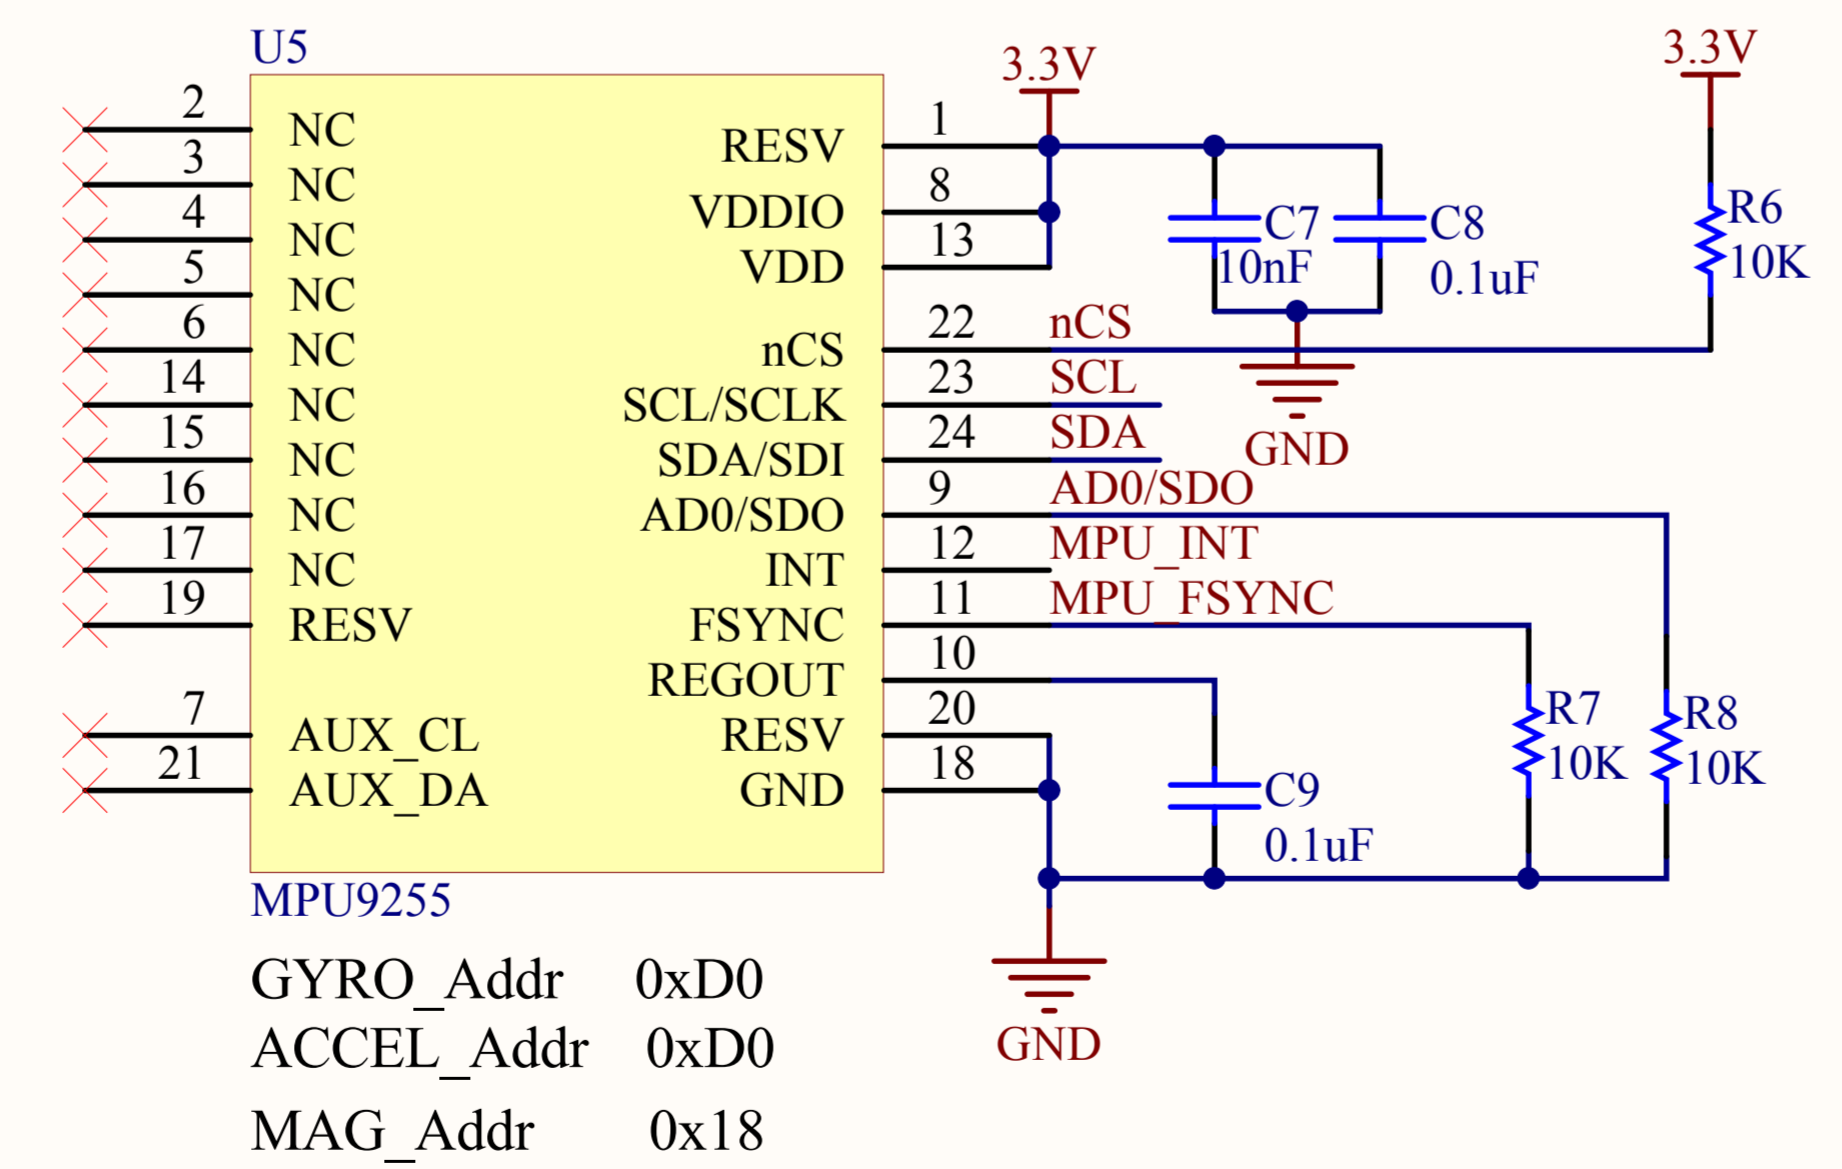 U5
2 NC
3 NC
4 NC
5 NC
6 NC
14 NC
15 NC
16 NC
17 NC
19 RESV
7 AUX_CL
21 AUX_DA
RESV 1
VDDIO 8
VDD 13
nCS 22 nCS
SCL/SCLK 23 SCL
SDA/SDI 24 SDA
AD0/SDO 9 AD0/SDO
INT 12 MPU_INT
FSYNC 11 MPU_FSYNC
REGOUT 10
RESV 20
GND 18
3.3V
C7
10nF
C8
0.1uF
GND
3.3V
R6
10K
R7
10K
R8
10K
C9
0.1uF
GND
MPU9255
GYRO_Addr 0xD0
ACCEL_Addr 0xD0
MAG_Addr 0x18